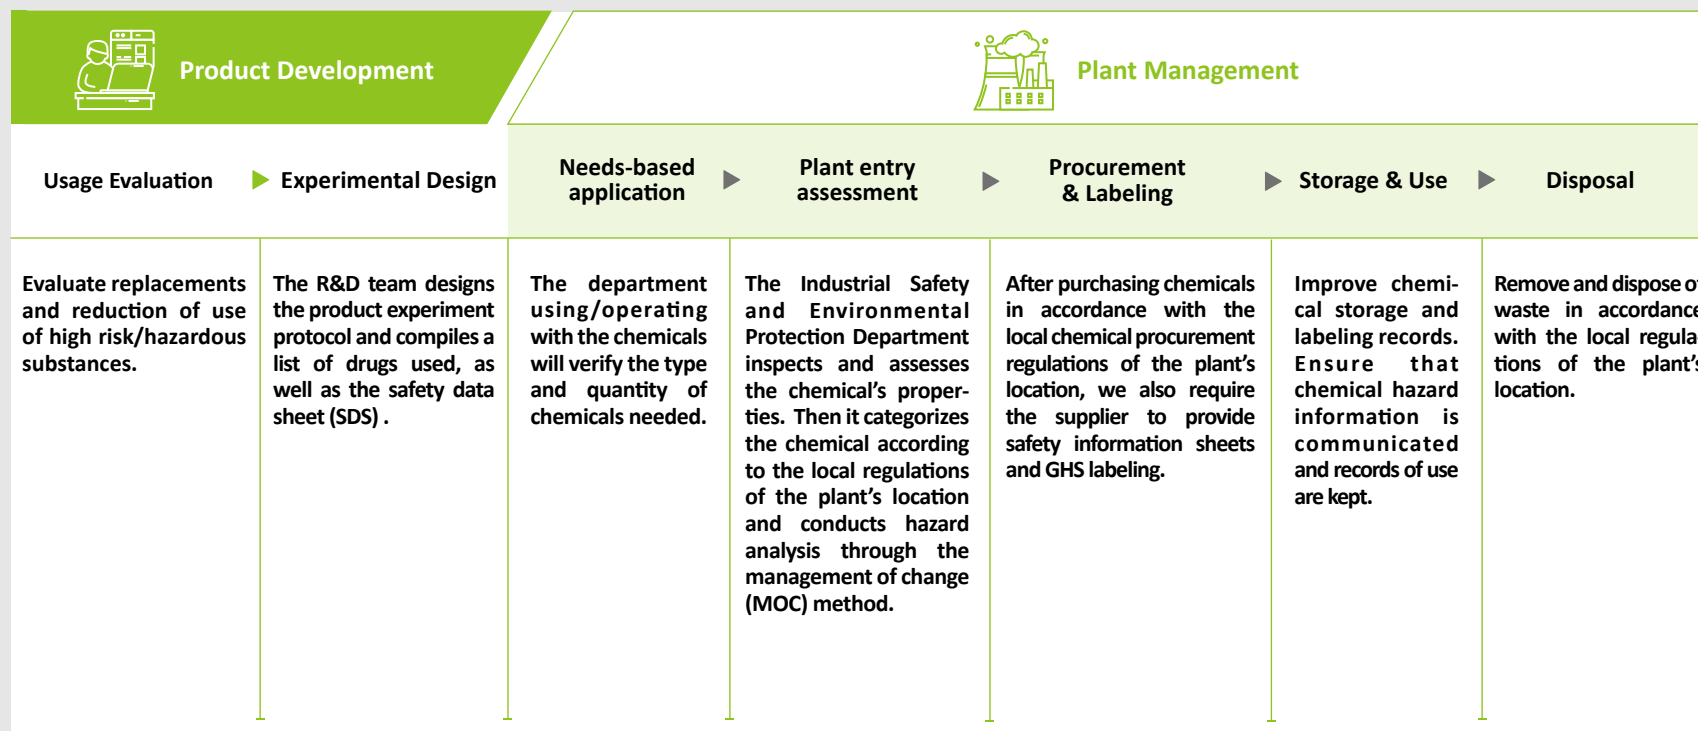 Product Development
Plant Management
Usage Evaluation
Experimental Design
Needs-based
application
Plant entry
assessment
Procurement
& Labeling
Storage & Use
Disposal
Evaluate replacements
and reduction of use
of high risk/hazardous
substances.
The R&D team designs
the product experiment
protocol and compiles a
list of drugs used, as
well as the safety data
sheet (SDS) .
The department
using/operating
with the chemicals
will verify the type
and quantity of
chemicals needed.
The Industrial Safety
and Environmental
Protection Department
inspects and assesses
the chemical's proper-
ties. Then it categorizes
the chemical according
to the local regulations
of the plant's location
and conducts hazard
analysis through the
management of change
(MOC) method.
After purchasing chemicals
in accordance with the
local chemical procurement
regulations of the plant's
location, we also require
the supplier to provide
safety information sheets
and GHS labeling.
Improve chemi-
cal storage and
labeling records.
Ensure that
chemical hazard
information is
communicated
and records of use
are kept.
Remove and dispose of
waste in accordance
with the local regula-
tions of the plant's
location.